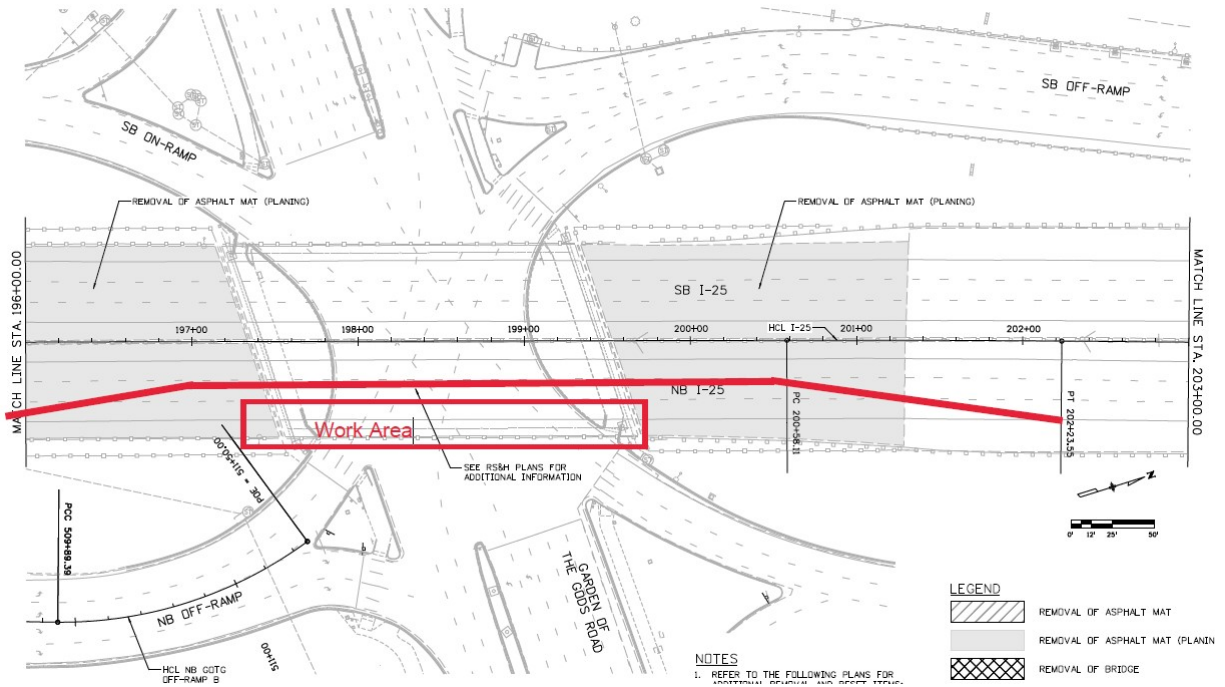 SB OFF-RAMP
SB ON-RAMP
REMOVAL OF ASPHALT MAT (PLANING)
REMOVAL OF ASPHALT MAT (PLANING)
MATCH LINE STA. 196+00.00
MATCH LINE STA. 203+00.00
SB I-25
197+00
198+00
199+00
200+00
HCL I-25
201+00
202+00
NB I-25
PC 200+58.11
PT 202+23.55
Work Area
SEE RS&H PLANS FOR
ADDITIONAL INFORMATION
POE = 511+50.00
PCC 509+89.39
NB OFF-RAMP
511+00
HCL NB GOTG
OFF-RAMP B
GARDEN OF
THE GODS ROAD
N
0' 12' 25' 50'
LEGEND
REMOVAL OF ASPHALT MAT
REMOVAL OF ASPHALT MAT (PLANIN
REMOVAL OF BRIDGE
NOTES
1. REFER TO THE FOLLOWING PLANS FOR
ADDITIONAL REMOVAL AND RESET ITEMS: